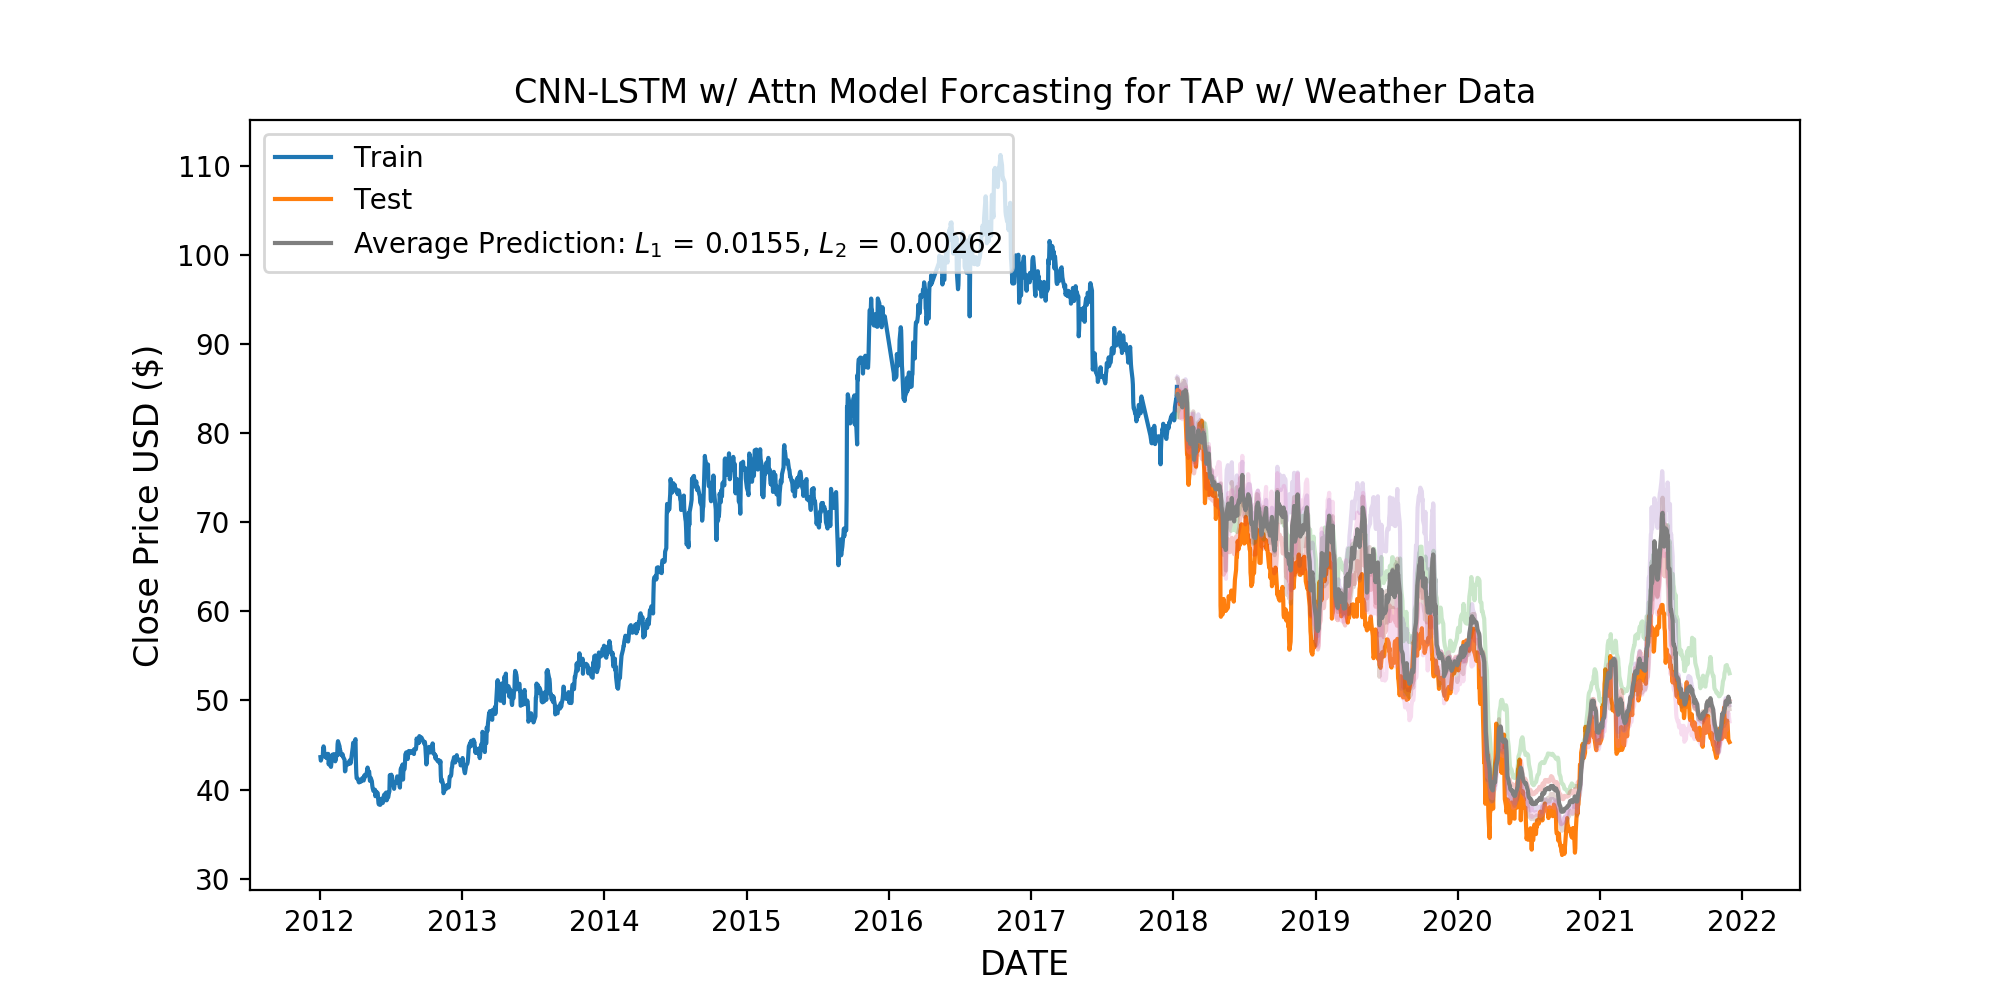 CNN-LSTM w/ Attn Model Forcasting for TAP w/ Weather Data
Train
Test
Average Prediction: L₁ = 0.0155, L₂ = 0.00262
Close Price USD ($)
110
100
90
80
70
60
50
40
30
2012 2013 2014 2015 2016 2017 2018 2019 2020 2021 2022
DATE